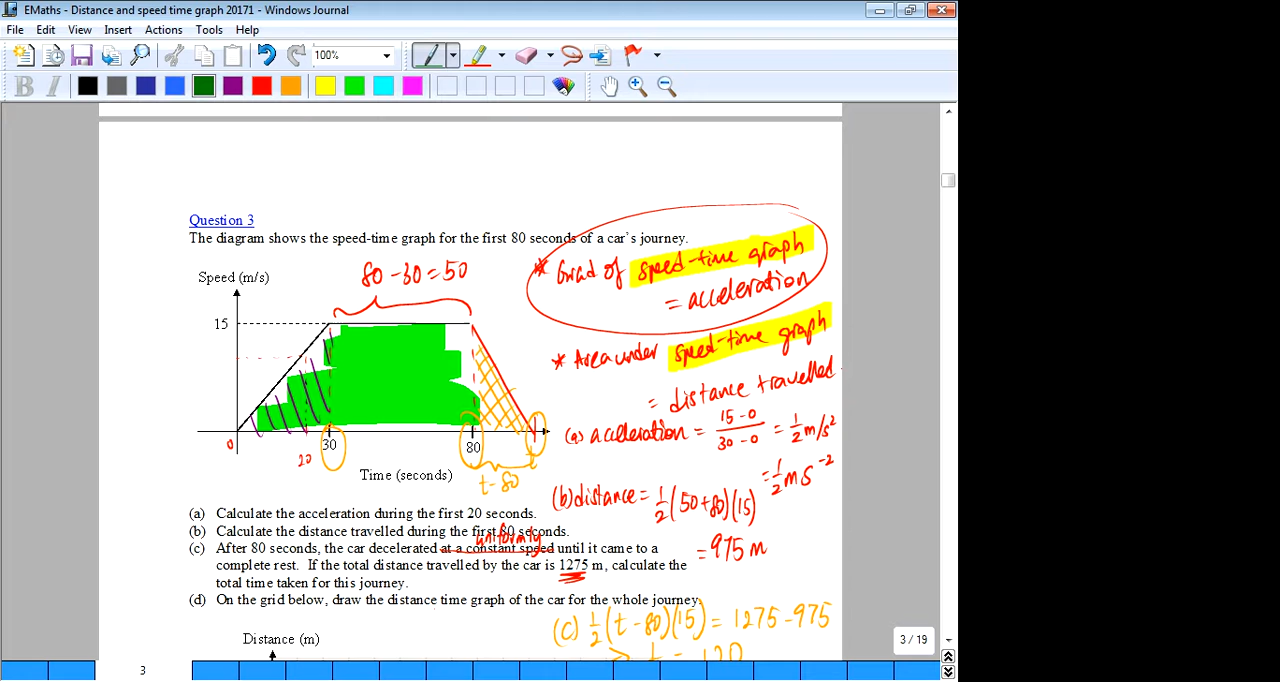 EMaths - Distance and speed time graph 20171 - Windows Journal
File Edit View Insert Actions Tools Help
100%
B I
Question 3
The diagram shows the speed-time graph for the first 80 seconds of a car's journey.
80 - 30 = 50
* Grad of speed-time graph
= acceleration
Speed (m/s)
15
* Area under speed-time graph
= distance travelled
0
20
30
80
t
t - 80
Time (seconds)
(a) acceleration = 15 - 0 / 30 - 0 = 1/2 m/s²
= 1/2 ms⁻²
(b) distance = 1/2 (50+80)(15)
= 975 m
(a) Calculate the acceleration during the first 20 seconds.
(b) Calculate the distance travelled during the first 80 seconds.
uniformly
(c) After 80 seconds, the car decelerated at a constant speed until it came to a
complete rest. If the total distance travelled by the car is 1275 m, calculate the
total time taken for this journey.
(d) On the grid below, draw the distance time graph of the car for the whole journey.
(c) 1/2 (t - 80)(15) = 1275 - 975
t = 120
Distance (m)
3 / 19
3